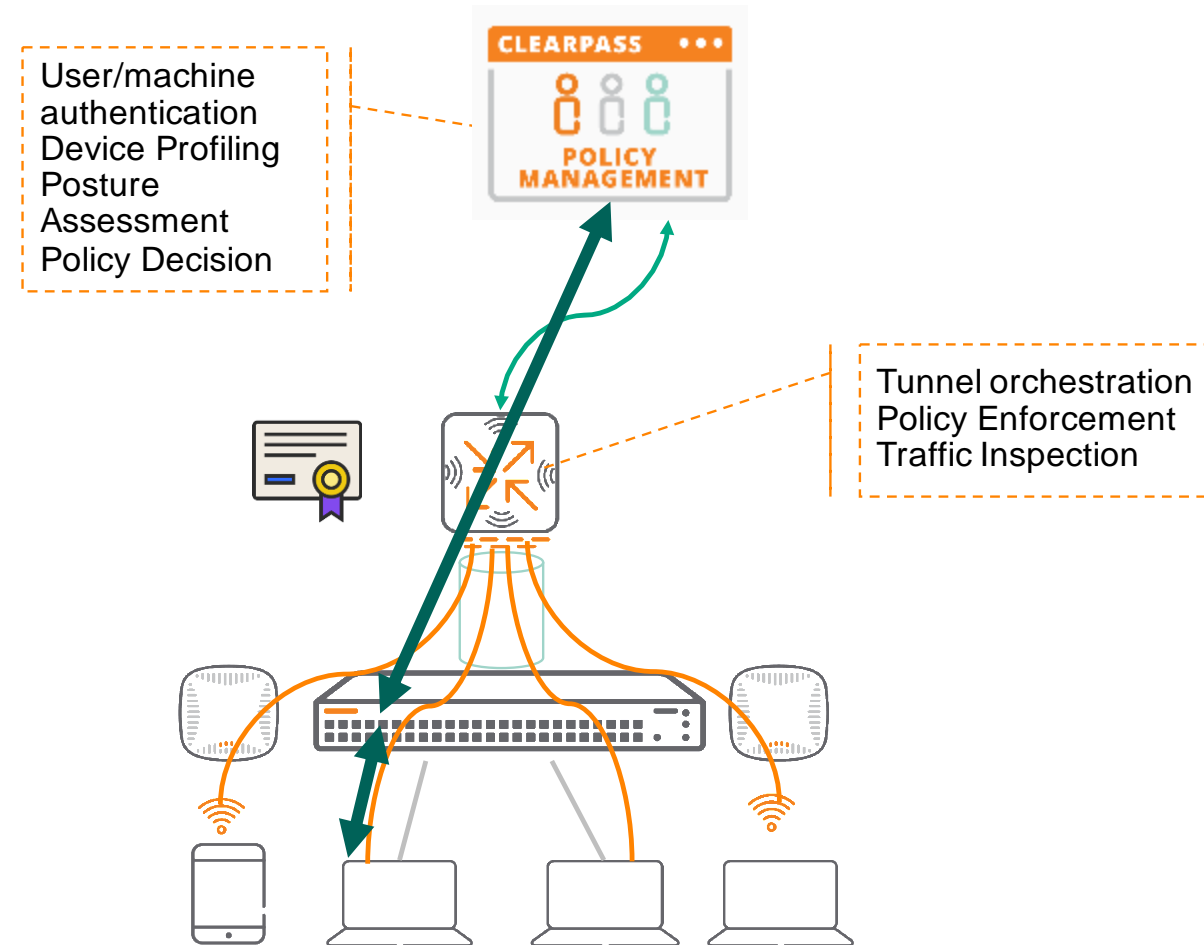 CLEARPASS
POLICY
MANAGEMENT
User/machine
authentication
Device Profiling
Posture
Assessment
Policy Decision
Tunnel orchestration
Policy Enforcement
Traffic Inspection